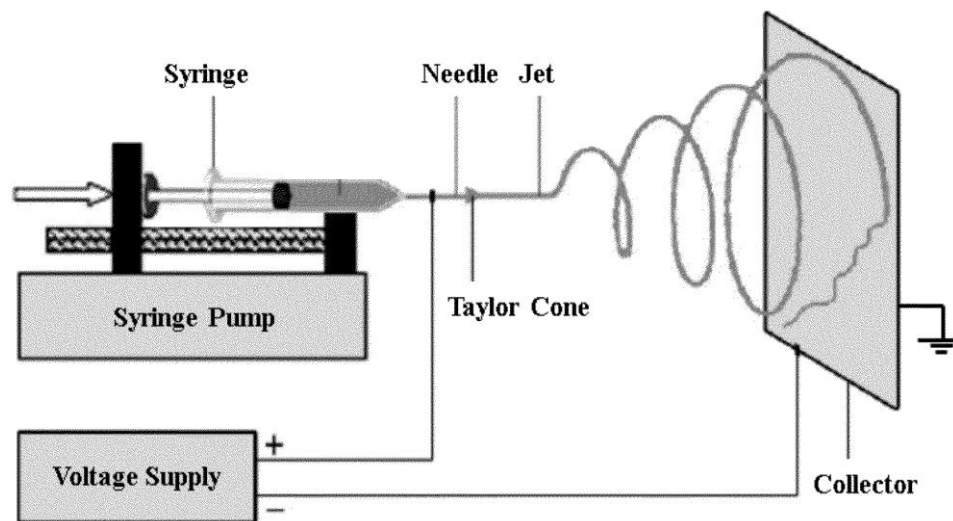 Syringe
Needle Jet
Syringe Pump
Taylor Cone
Voltage Supply
+
−
Collector